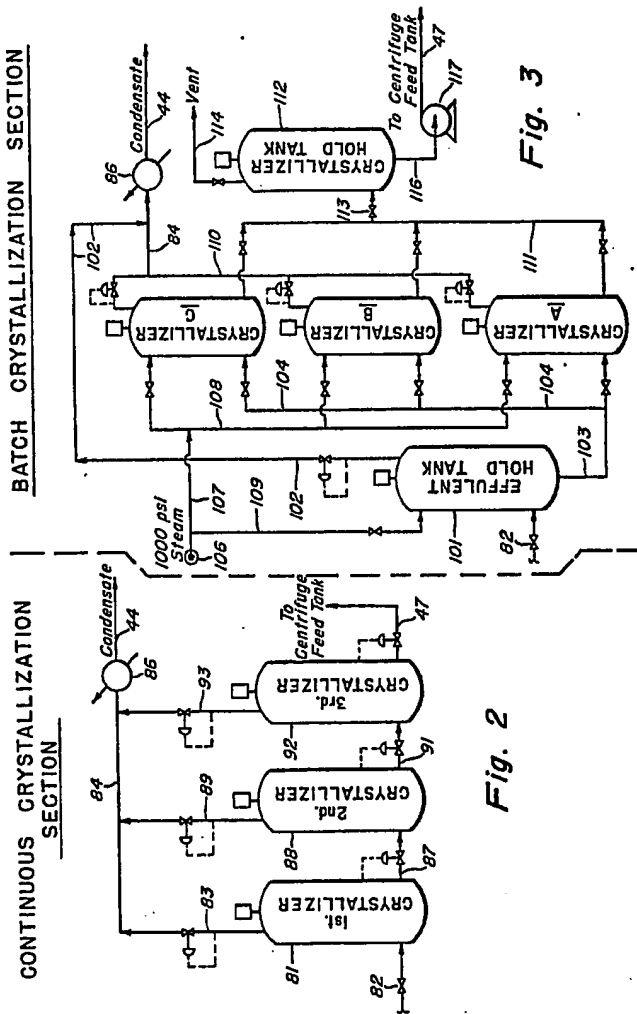 CONTINUOUS CRYSTALLIZATION
SECTION
Condensate
44
86
84
83
89
93
1st.
CRYSTALLIZER
2nd.
CRYSTALLIZER
3rd.
CRYSTALLIZER
To
Centrifuge
Feed Tank
47
81
88
92
82
87
91
Fig. 2
BATCH CRYSTALLIZATION SECTION
Condensate
44
86
102
84
110
Vent
114
112
CRYSTALLIZER
HOLD TANK
113
116
To Centrifuge
Feed Tank
47
117
CRYSTALLIZER
C
CRYSTALLIZER
B
CRYSTALLIZER
A
111
108
104
104
103
102
107
109
1000 psi
Steam
106
EFFULENT
HOLD TANK
101
82
Fig. 3